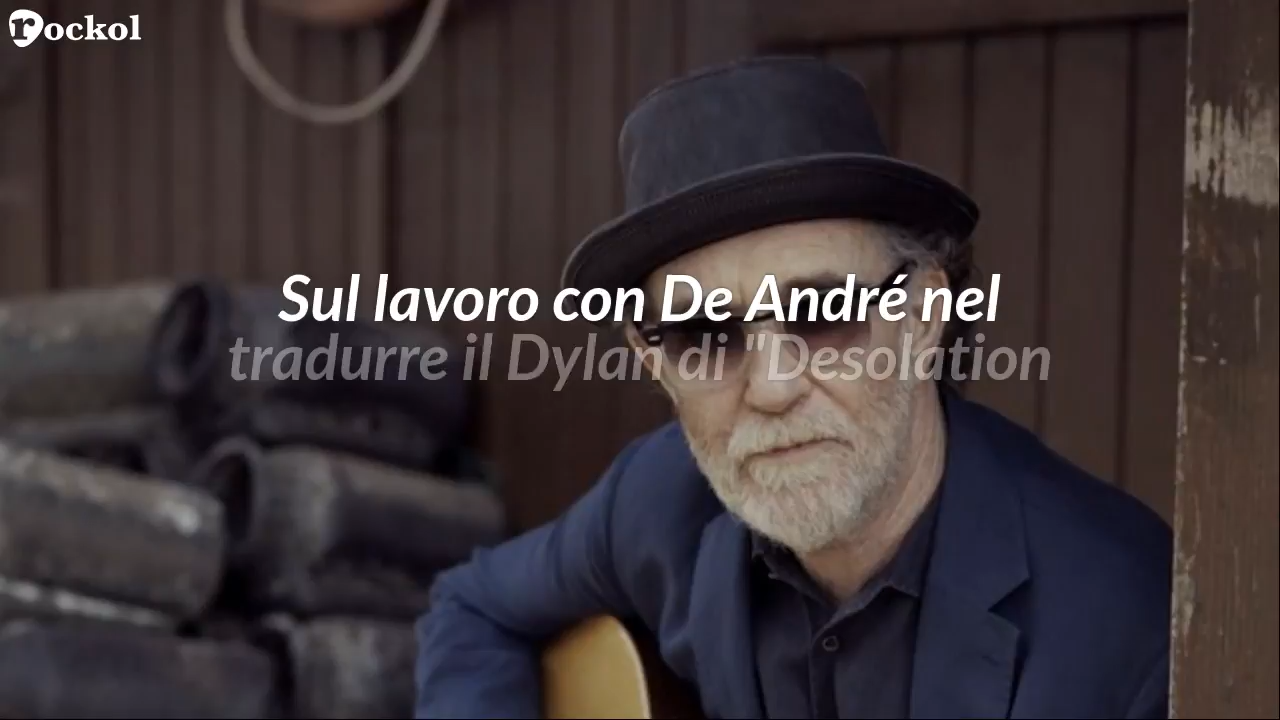 rockol
Sul lavoro con De André nel
tradurre il Dylan di "Desolation